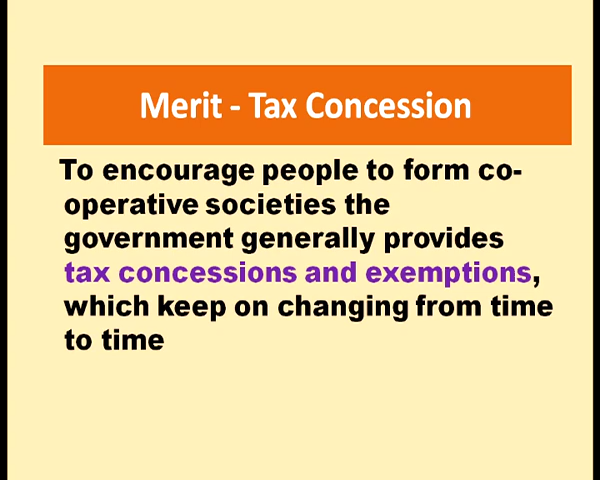 Merit - Tax Concession
To encourage people to form co-
operative societies the
government generally provides
tax concessions and exemptions,
which keep on changing from time
to time